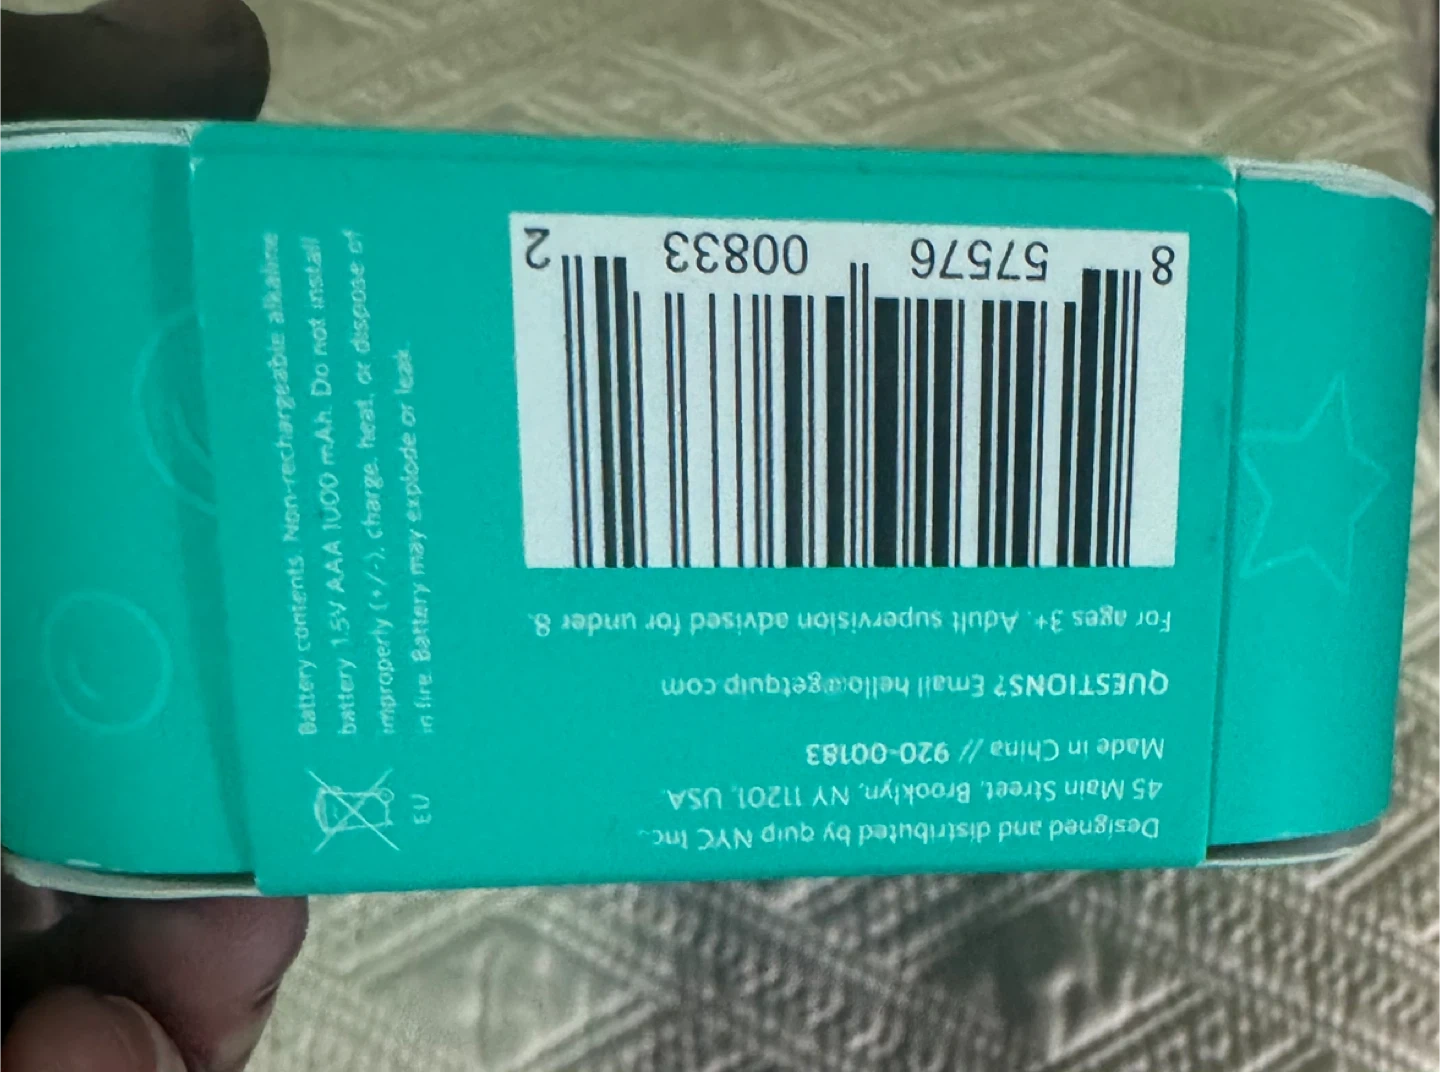 Designed and distributed by quip NYC Inc.
45 Main Street, Brooklyn, NY 11201, USA.
Made in China // 920-00183
QUESTIONS? Email hello@getquip.com
For ages 3+. Adult supervision advised for under 8.
8 57576 00833 2
Battery contents: Non-rechargeable alkaline
battery 1.5V AAA 1000 mAh. Do not install
improperly (+/-), charge, heat, or dispose of
in fire. Battery may explode or leak.
EU